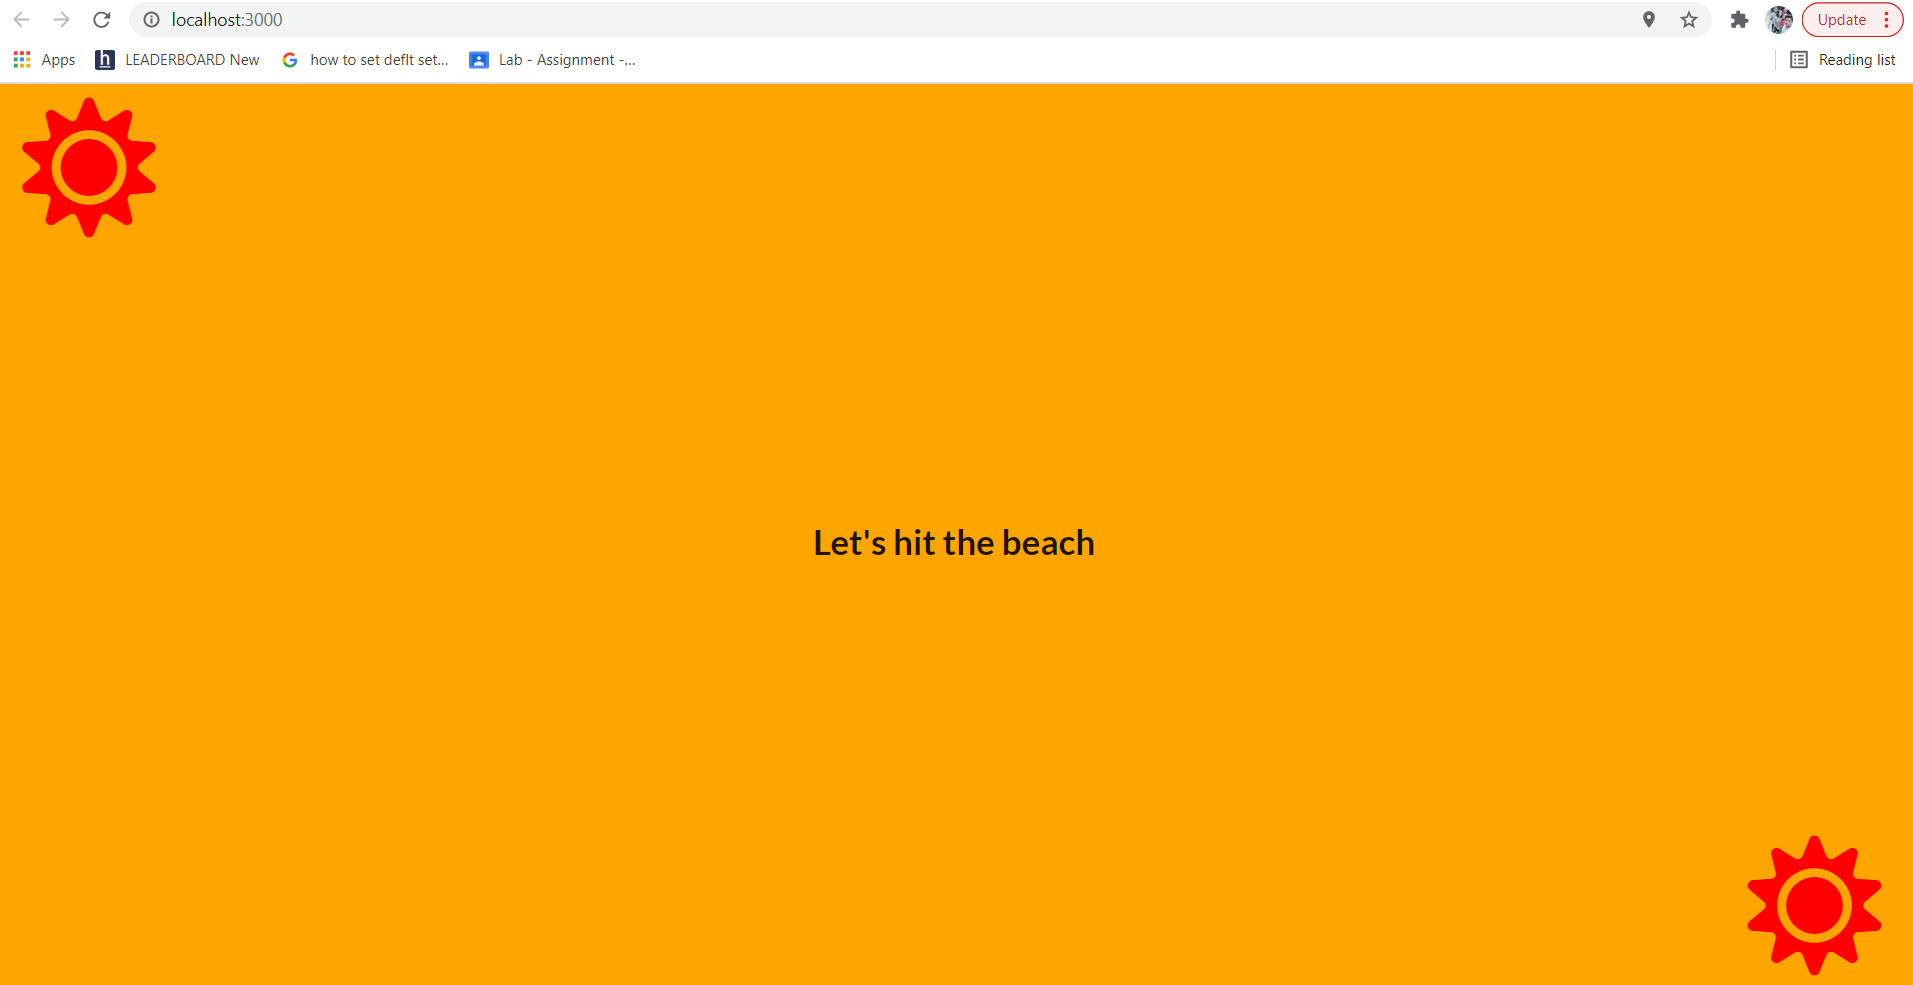 localhost:3000
Update
Apps
h LEADERBOARD New
G how to set deflt set...
Lab - Assignment -...
Reading list
Let's hit the beach